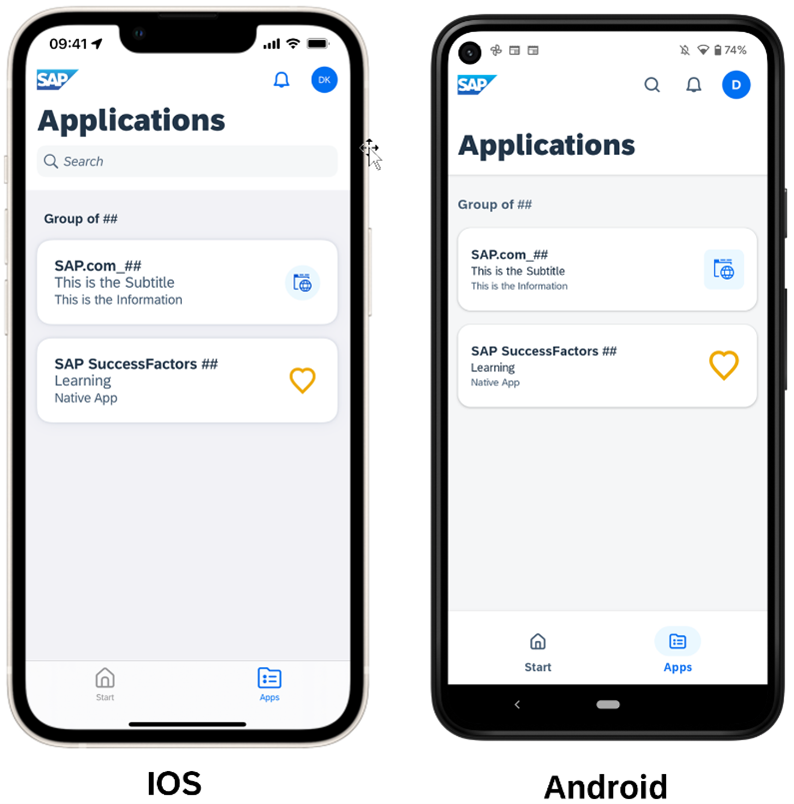 09:41
SAP
DK
Applications
Search
Group of ##
SAP.com_##
This is the Subtitle
This is the Information
SAP SuccessFactors ##
Learning
Native App
Start
Apps
IOS
74%
SAP
D
Applications
Group of ##
SAP.com_##
This is the Subtitle
This is the Information
SAP SuccessFactors ##
Learning
Native App
Start
Apps
Android